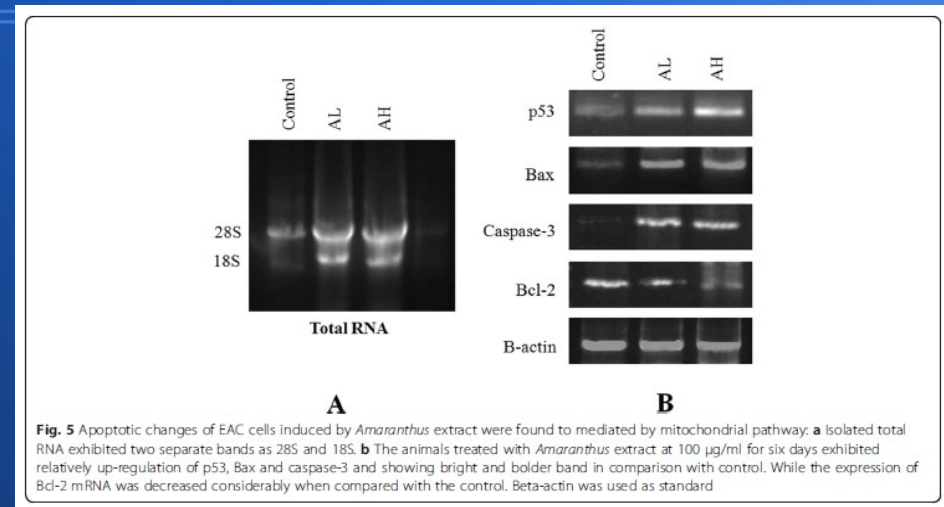 Control AL AH
28S
18S
Total RNA
A
Control AL AH
p53
Bax
Caspase-3
Bcl-2
B-actin
B
Fig. 5 Apoptotic changes of EAC cells induced by Amaranthus extract were found to mediated by mitochondrial pathway: a Isolated total
RNA exhibited two separate bands as 28S and 18S. b The animals treated with Amaranthus extract at 100 μg/ml for six days exhibited
relatively up-regulation of p53, Bax and caspase-3 and showing bright and bolder band in comparison with control. While the expression of
Bcl-2 mRNA was decreased considerably when compared with the control. Beta-actin was used as standard